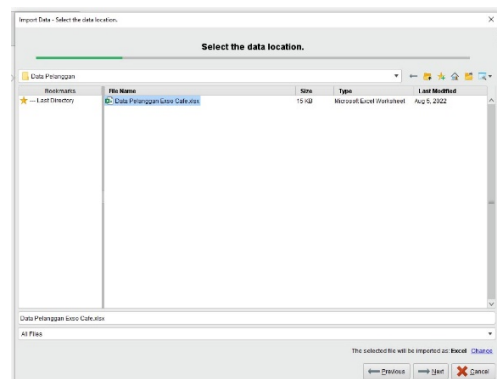 Import Data - Select the data location.
Select the data location.
Data Pelanggan
Bookmarks File Name Size Type Last Modified
Last Directory Data Pelanggan Exso Cafe.xlsx 15 KB Microsoft Excel Worksheet Aug 5, 2022
Data Pelanggan Exso Cafe.xlsx
All Files
The selected file will be imported as: Excel Change
Previous Next Cancel